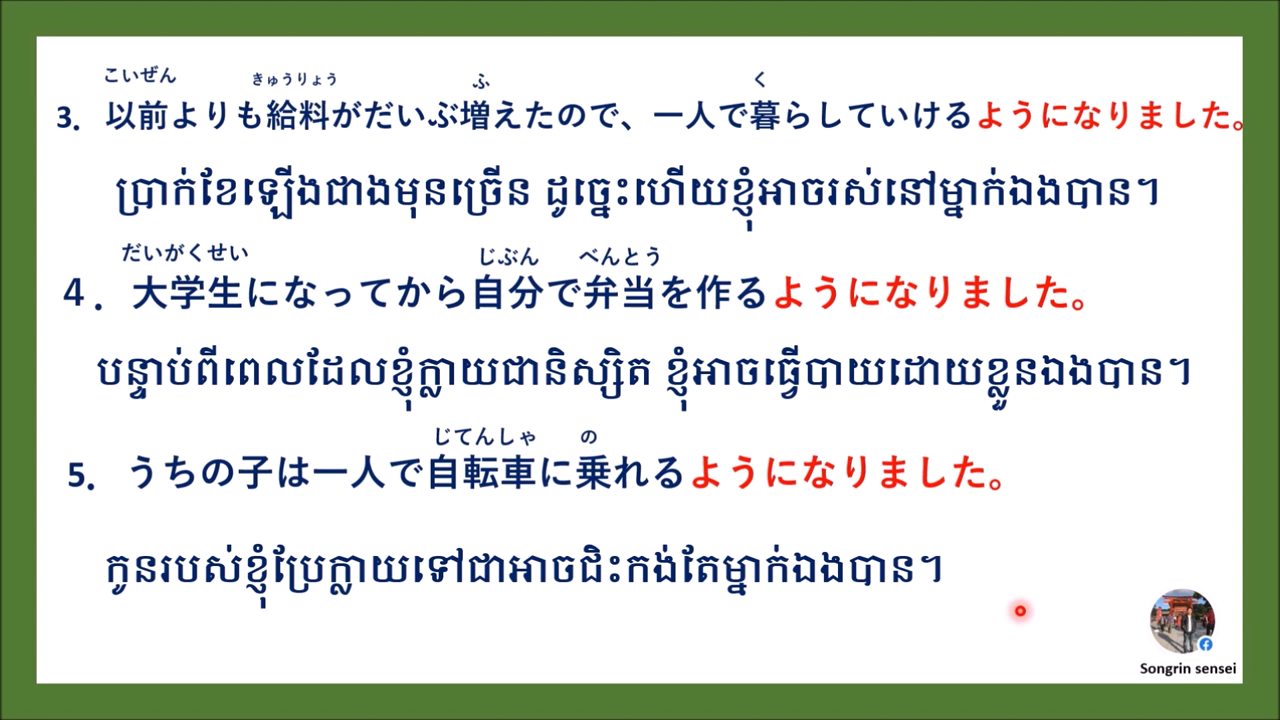 こいぜん きゅうりょう ふ く
3. 以前よりも給料がだいぶ増えたので、一人で暮らしていけるようになりました。
ប្រាក់ខែឡើងជាងមុនច្រើន ដូច្នេះហើយខ្ញុំអាចរស់នៅម្នាក់ឯងបាន។
だいがくせい じぶん べんとう
４. 大学生になってから自分で弁当を作るようになりました。
បន្ទាប់ពីពេលដែលខ្ញុំក្លាយជានិស្សិត ខ្ញុំអាចធ្វើបាយដោយខ្លួនឯងបាន។
じてんしゃ の
5. うちの子は一人で自転車に乗れるようになりました。
កូនរបស់ខ្ញុំប្រែក្លាយទៅជាអាចជិះកង់តែម្នាក់ឯងបាន។
Songrin sensei